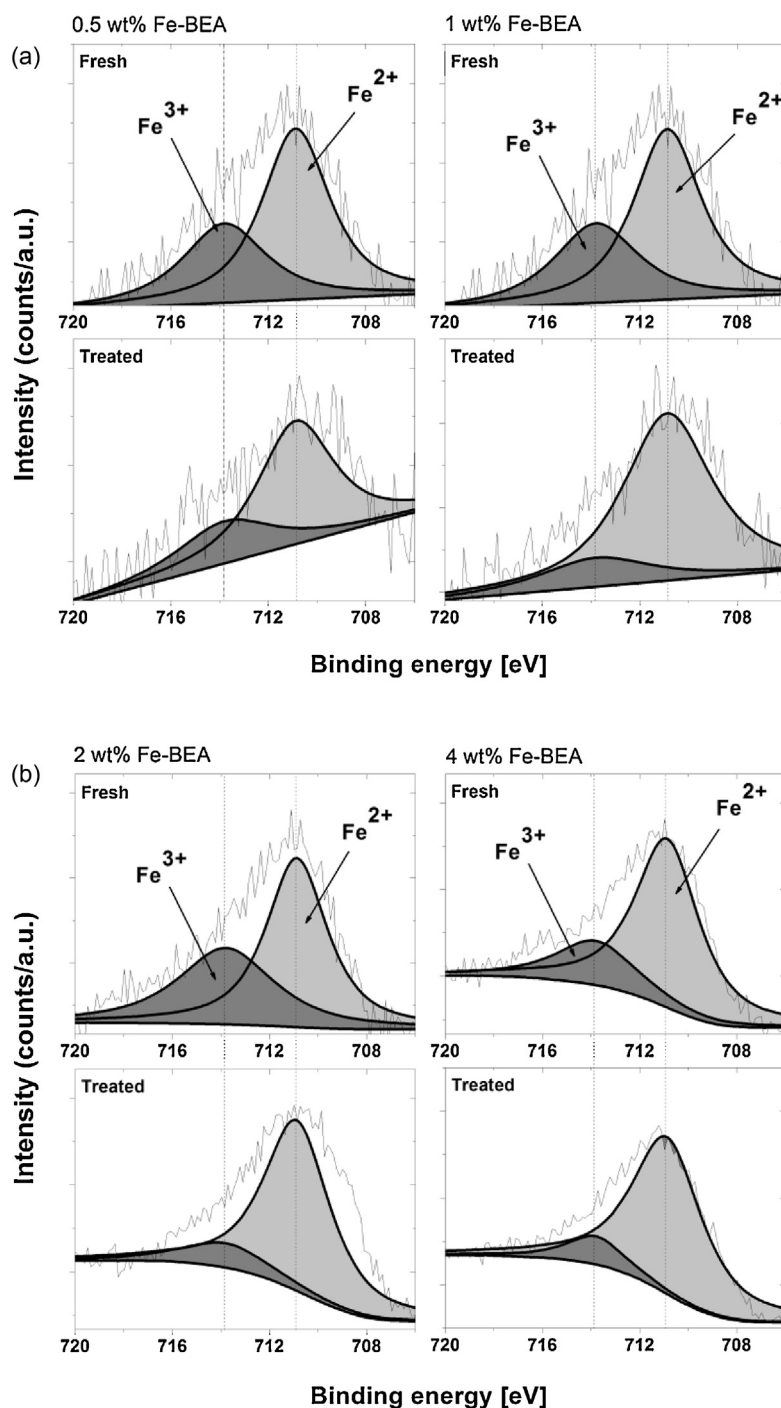 (a)
0.5 wt% Fe-BEA
1 wt% Fe-BEA
Fresh
Fe3+
Fe2+
Fresh
Fe3+
Fe2+
720 716 712 708
720 716 712 708
Treated
Treated
720 716 712 708
720 716 712 708
Intensity (counts/a.u.)
Binding energy [eV]
(b)
2 wt% Fe-BEA
4 wt% Fe-BEA
Fresh
Fe3+
Fe2+
Fresh
Fe3+
Fe2+
720 716 712 708
720 716 712 708
Treated
Treated
720 716 712 708
720 716 712 708
Intensity (counts/a.u.)
Binding energy [eV]